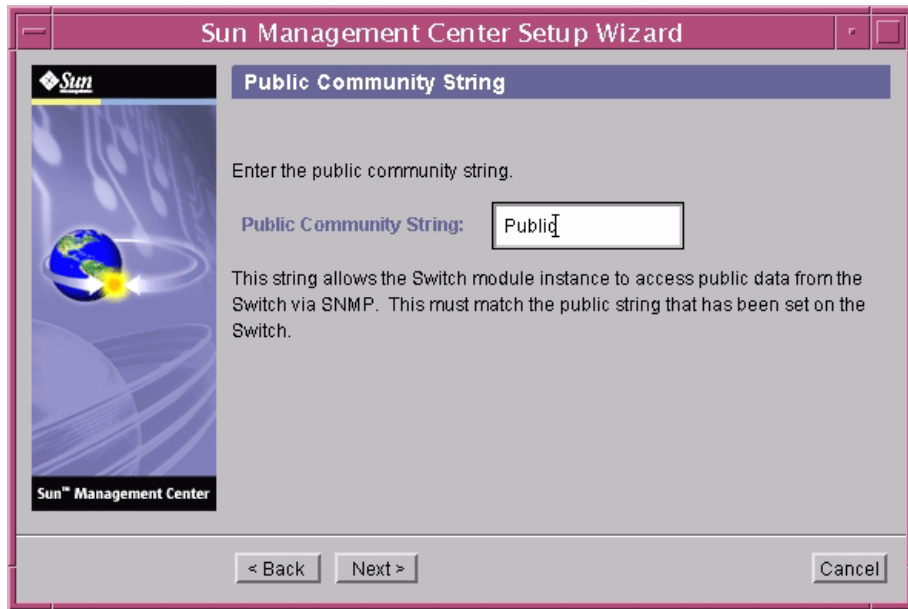 Sun Management Center Setup Wizard
Sun
Public Community String
Enter the public community string.
Public Community String: Public
This string allows the Switch module instance to access public data from the
Switch via SNMP. This must match the public string that has been set on the
Switch.
Sun™ Management Center
< Back Next > Cancel